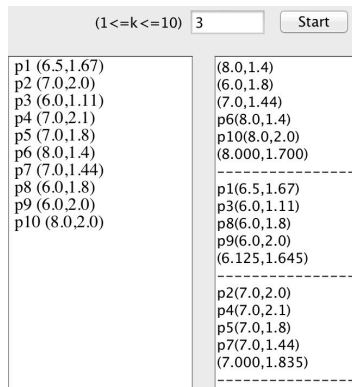 (1<=k<=10) 3 Start
p1 (6.5,1.67)
p2 (7.0,2.0)
p3 (6.0,1.11)
p4 (7.0,2.1)
p5 (7.0,1.8)
p6 (8.0,1.4)
p7 (7.0,1.44)
p8 (6.0,1.8)
p9 (6.0,2.0)
p10 (8.0,2.0)
(8.0,1.4)
(6.0,1.8)
(7.0,1.44)
p6(8.0,1.4)
p10(8.0,2.0)
(8.000,1.700)
----------------
p1(6.5,1.67)
p3(6.0,1.11)
p8(6.0,1.8)
p9(6.0,2.0)
(6.125,1.645)
----------------
p2(7.0,2.0)
p4(7.0,2.1)
p5(7.0,1.8)
p7(7.0,1.44)
(7.000,1.835)
----------------